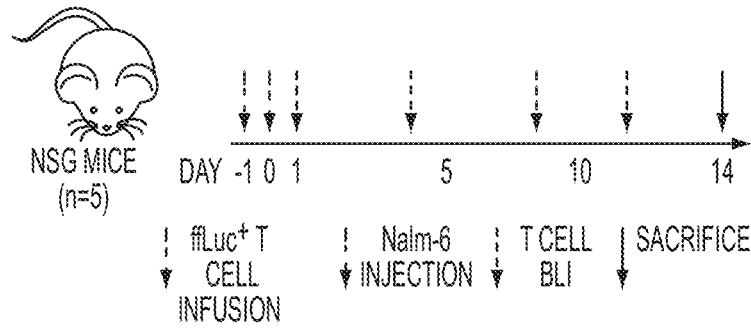 NSG MICE
(n=5)
DAY -1 0 1 5 10 14
ffLuc+ T
CELL
INFUSION
Nalm-6
INJECTION
T CELL
BLI
SACRIFICE